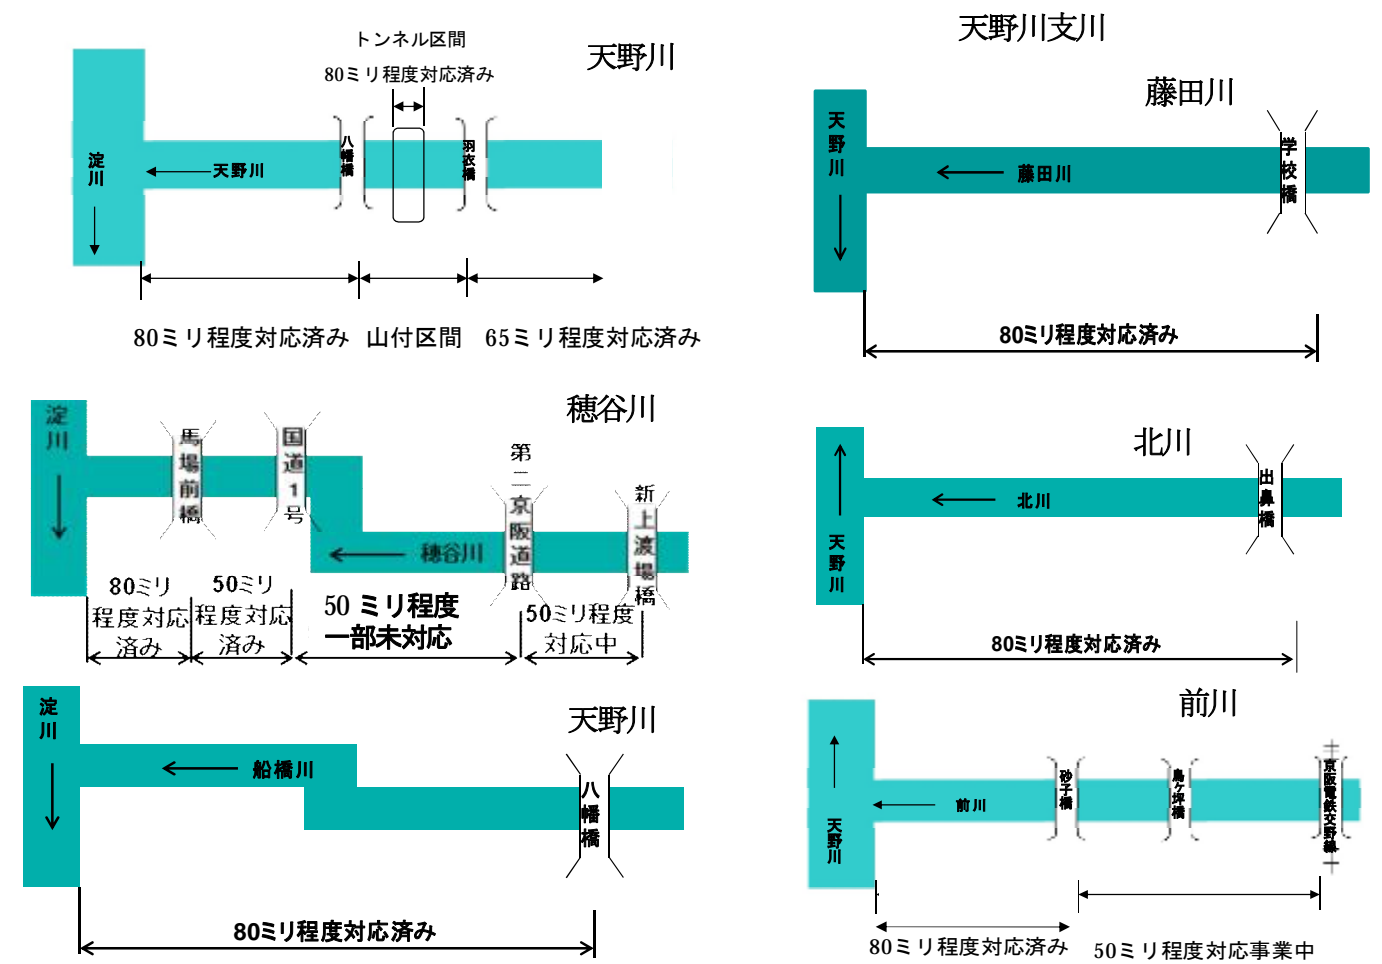 天野川
トンネル区間
80ミリ程度対応済み
淀川
天野川
八幡橋
羽衣橋
80ミリ程度対応済み
山付区間
65ミリ程度対応済み
穂谷川
淀川
馬場前橋
国道1号
第二京阪道路
新上渡場橋
穂谷川
80ミリ
程度対応
済み
50ミリ
程度対応
済み
50 ミリ程度
一部未対応
50ミリ程度
対応中
天野川
淀川
船橋川
八幡橋
80ミリ程度対応済み
天野川支川
藤田川
天野川
藤田川
学校橋
80ミリ程度対応済み
北川
天野川
北川
出鼻橋
80ミリ程度対応済み
前川
天野川
前川
砂子橋
鳥ケ坪橋
京阪電鉄交野線
80ミリ程度対応済み
50ミリ程度対応事業中